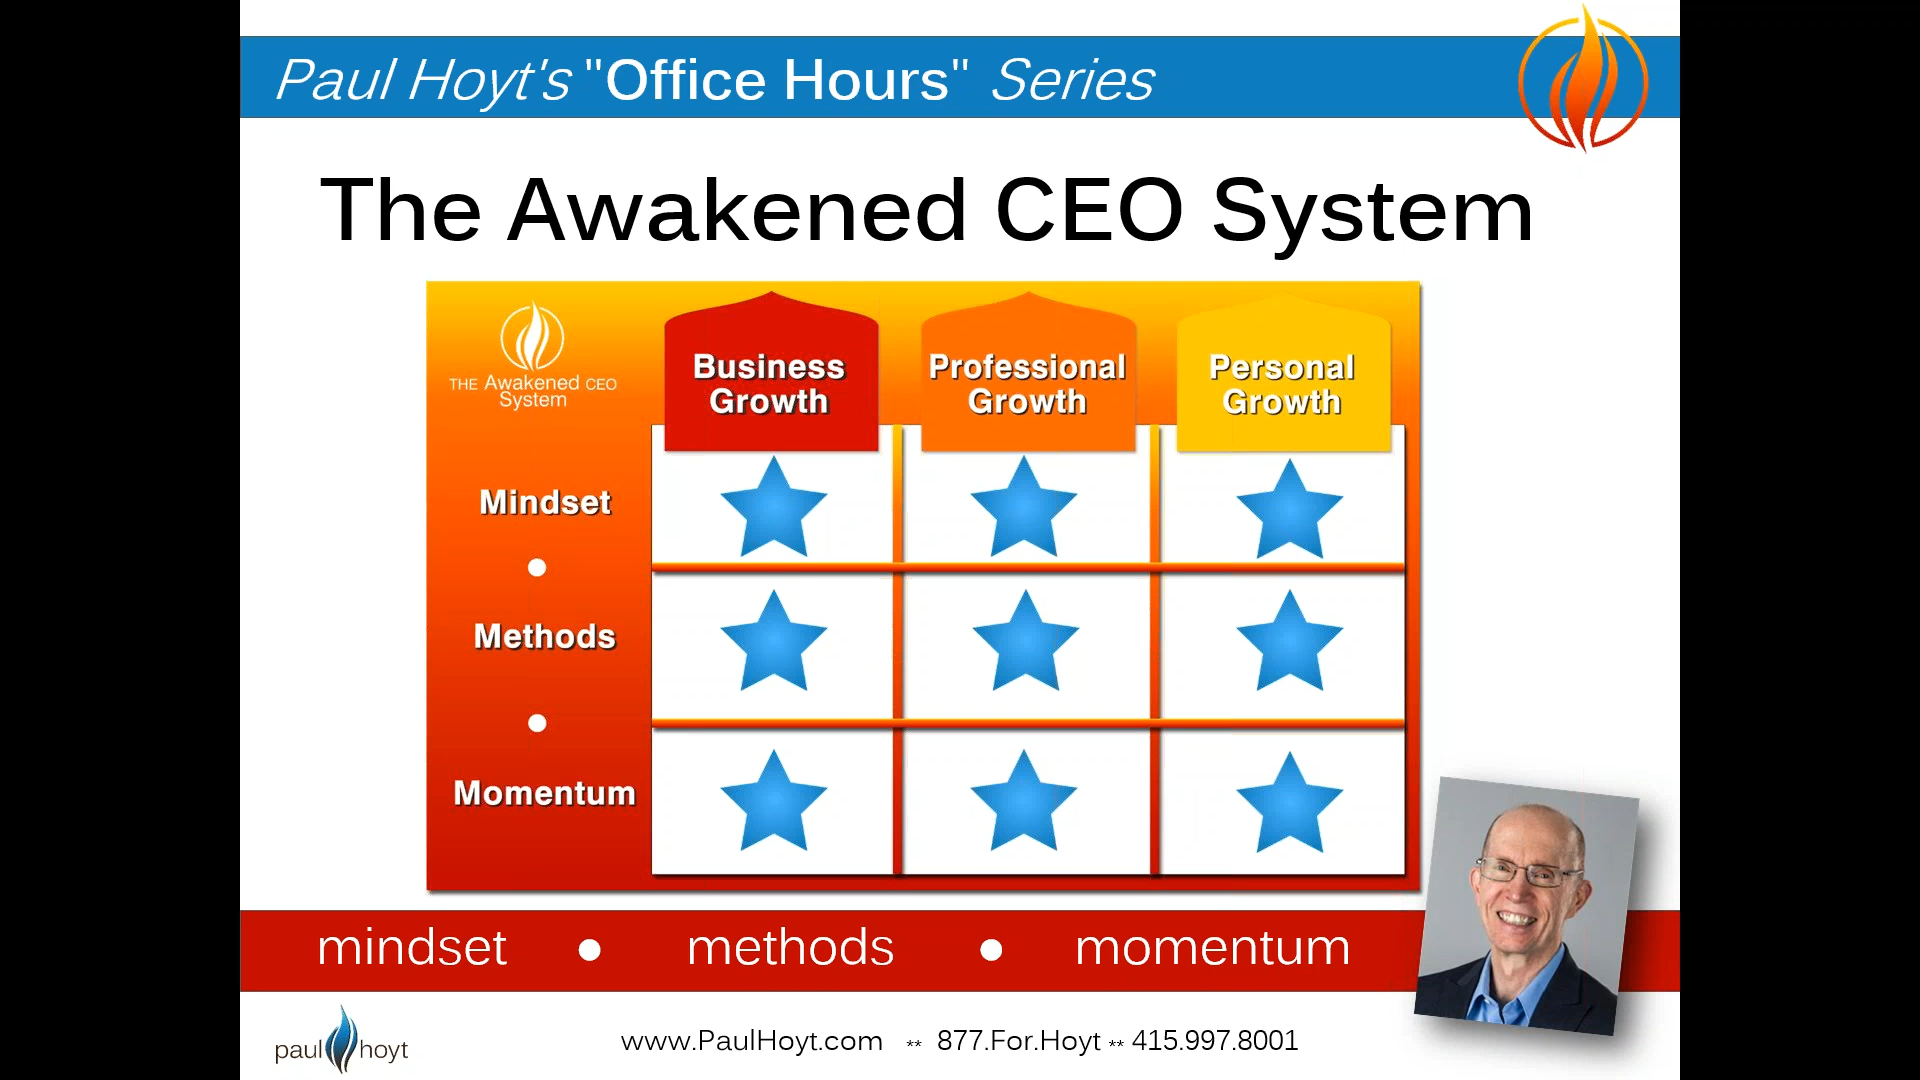 Paul Hoyt's "Office Hours" Series
The Awakened CEO System
THE Awakened CEO
System
Business
Growth
Professional
Growth
Personal
Growth
Mindset
Methods
Momentum
mindset • methods • momentum
paul hoyt
www.PaulHoyt.com ** 877.For.Hoyt ** 415.997.8001